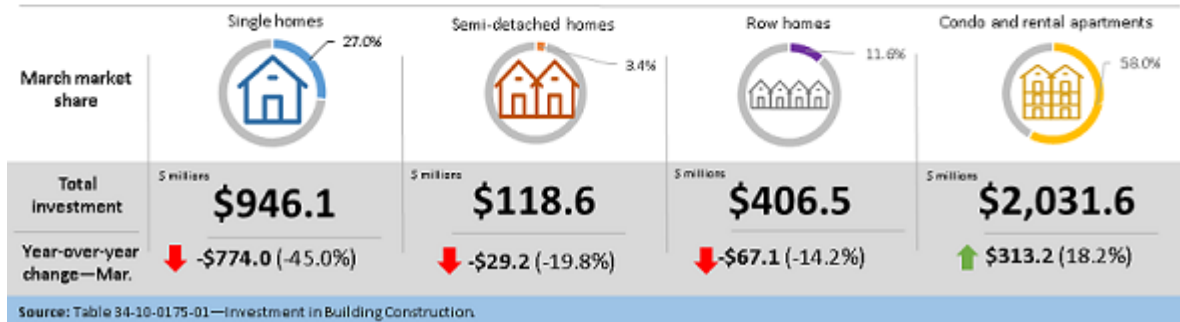 Single homes
Semi-detached homes
Row homes
Condo and rental apartments
March market
share
27.0%
3.4%
11.6%
58.0%
Total
investment
$ millions
$946.1
$ millions
$118.6
$ millions
$406.5
$ millions
$2,031.6
Year-over-year
change—Mar.
-$774.0 (-45.0%)
-$29.2 (-19.8%)
-$67.1 (-14.2%)
$313.2 (18.2%)
Source: Table 34-10-0175-01—Investment in Building Construction.